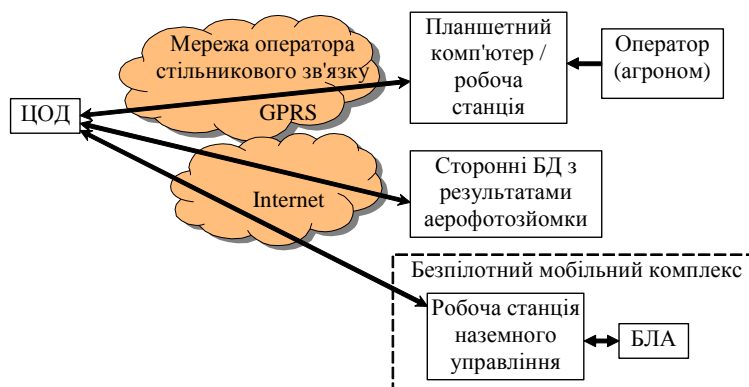 Мережа оператора
стільникового зв'язку
GPRS
Планшетний
комп'ютер /
робоча
станція
Оператор
(агроном)
ЦОД
Internet
Сторонні БД з
результатами
аерофотозйомки
Безпілотний мобільний комплекс
Робоча станція
наземного
управління
БЛА